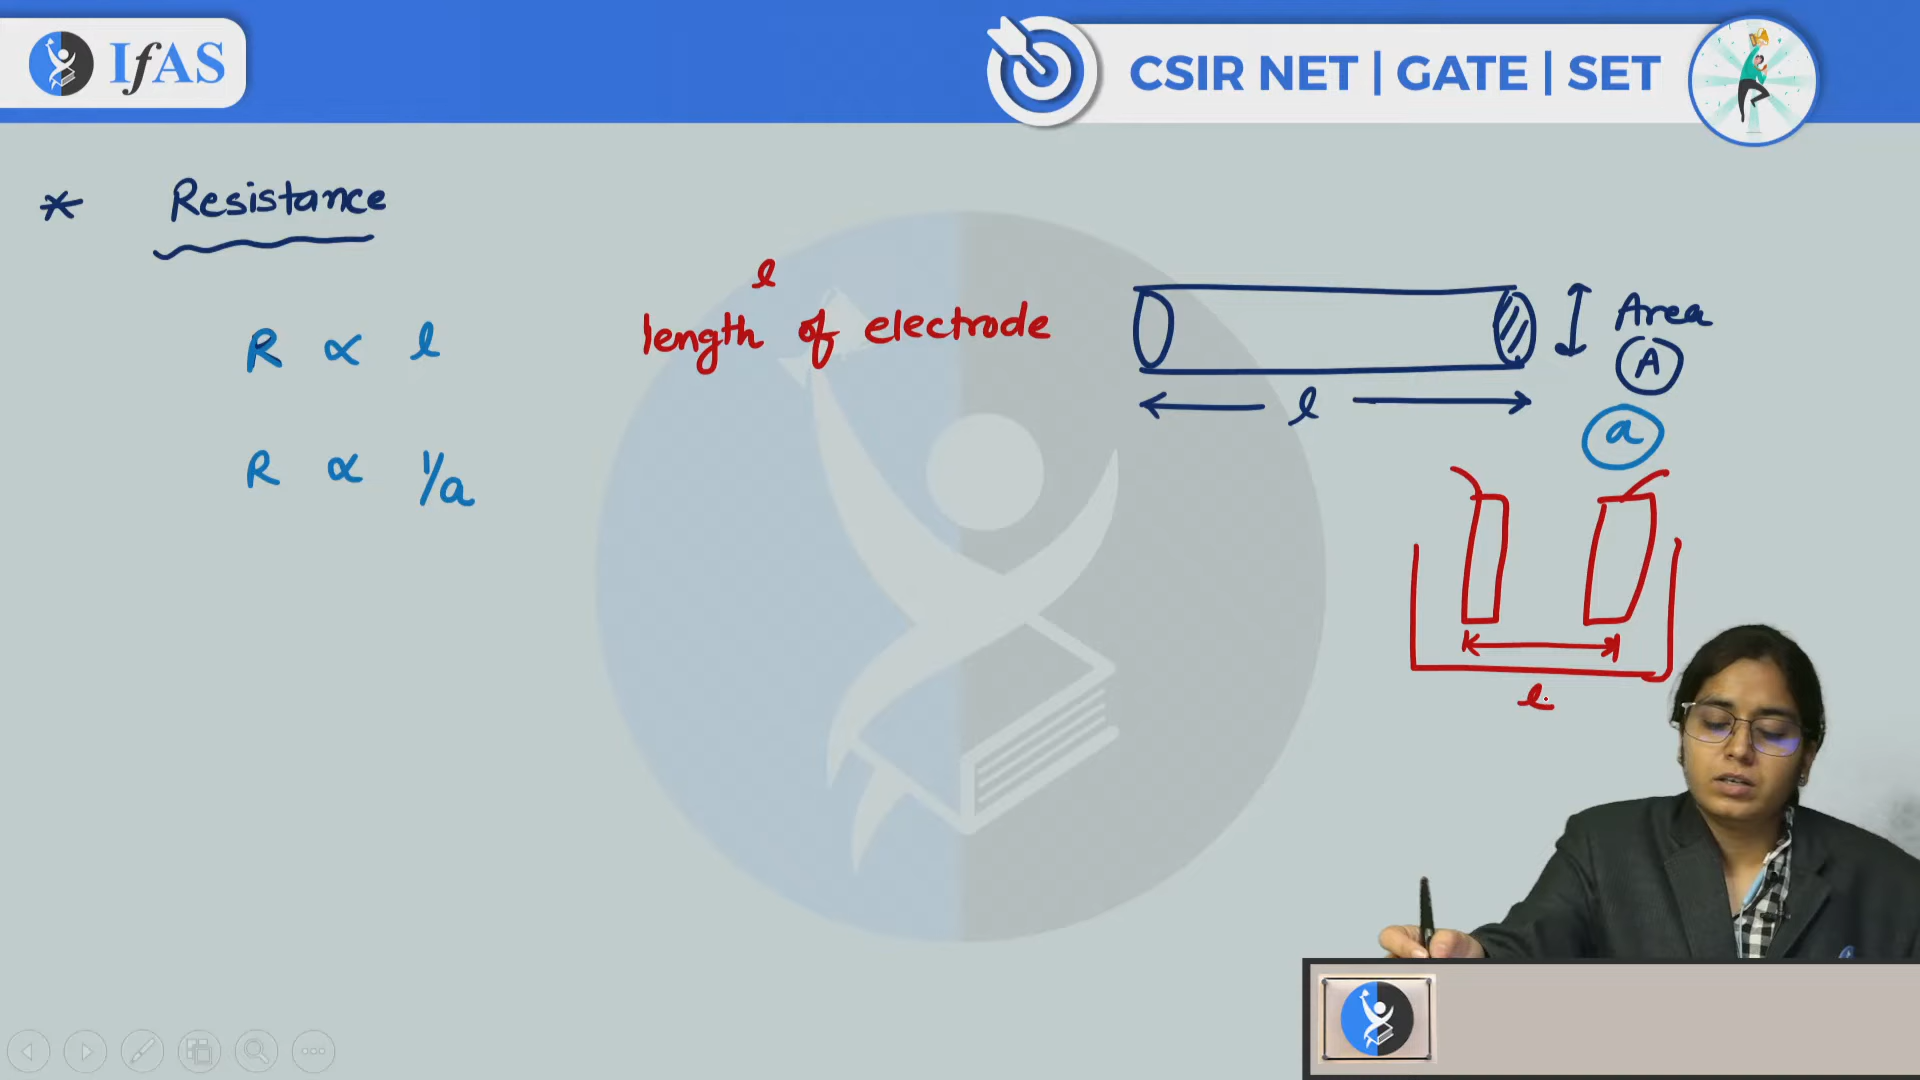 IfAS
CSIR NET | GATE | SET
* Resistance
R ∝ l
R ∝ 1/a
l
length of electrode
l
Area
A
a
l